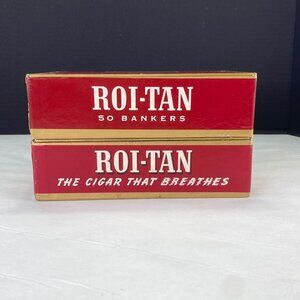 ROI-TAN
50 BANKERS
ROI-TAN
THE CIGAR THAT BREATHES